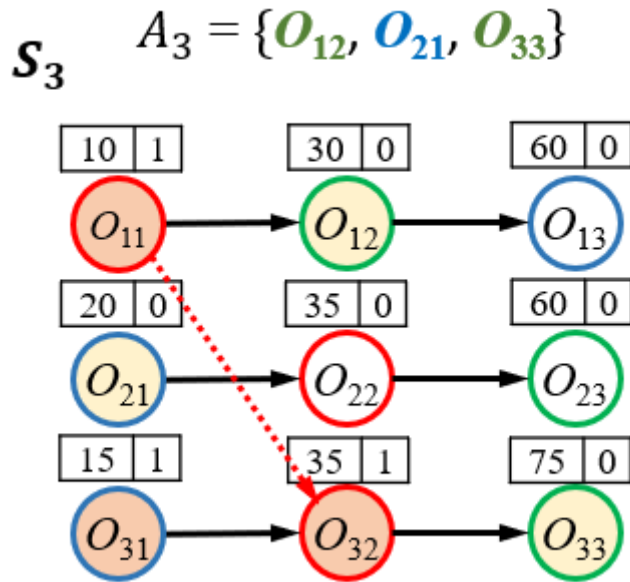 S₃ A₃ = {O₁₂, O₂₁, O₃₃}
10 1 30 0 60 0
O₁₁ O₁₂ O₁₃
20 0 35 0 60 0
O₂₁ O₂₂ O₂₃
15 1 35 1 75 0
O₃₁ O₃₂ O₃₃